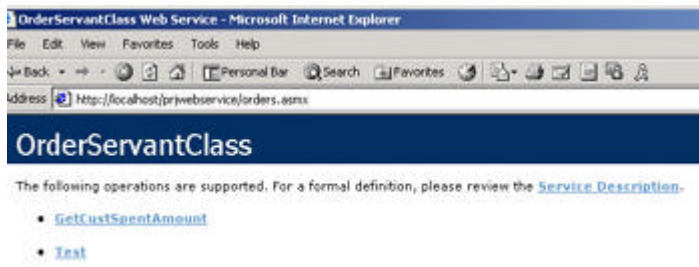 OrderServantClass Web Service - Microsoft Internet Explorer
File Edit View Favorites Tools Help
Back Personal Bar Search Favorites
Address http://localhost/prjwebservice/orders.asmx
OrderServantClass
The following operations are supported. For a formal definition, please review the Service Description.
• GetCustSpentAmount
• Test